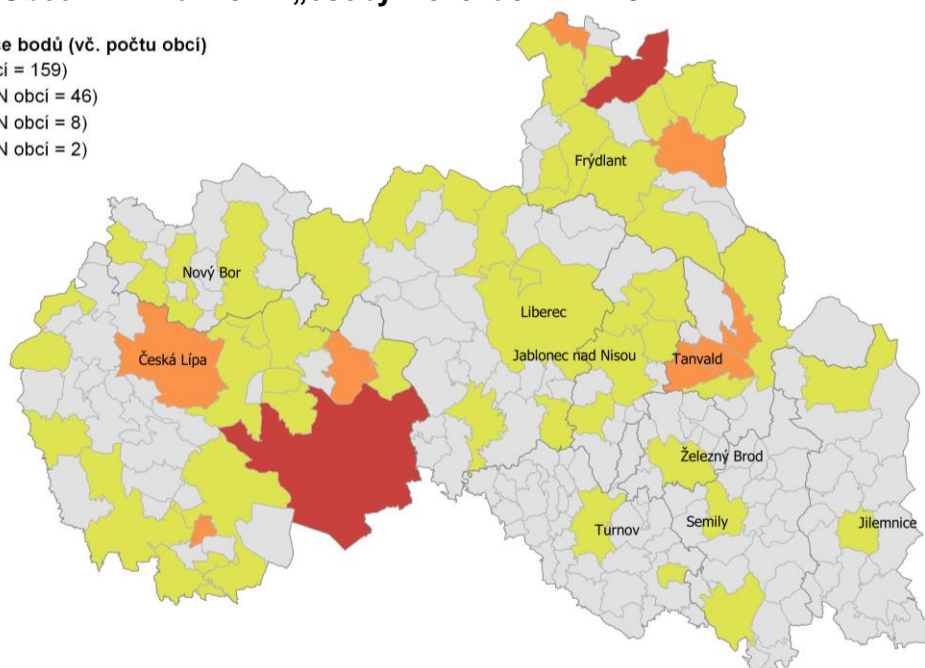 se bodů (vč. počtu obcí)
cí = 159)
N obcí = 46)
N obcí = 8)
N obcí = 2)
Frýdlant
Nový Bor
Liberec
Česká Lípa
Jablonec nad Nisou
Tanvald
Železný Brod
Turnov
Semily
Jilemnice